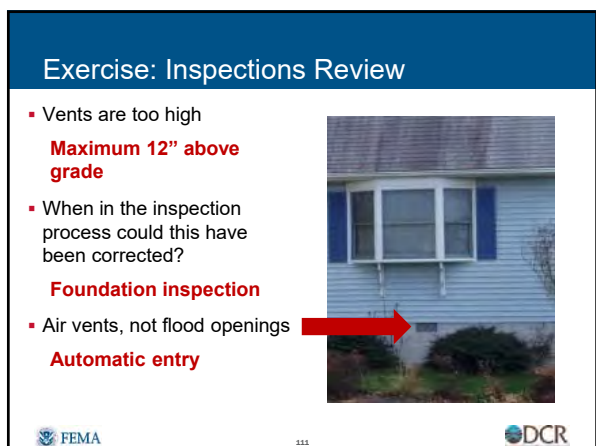 Exercise: Inspections Review
▪ Vents are too high
Maximum 12” above
grade
▪ When in the inspection
process could this have
been corrected?
Foundation inspection
▪ Air vents, not flood openings
Automatic entry
FEMA
111
DCR